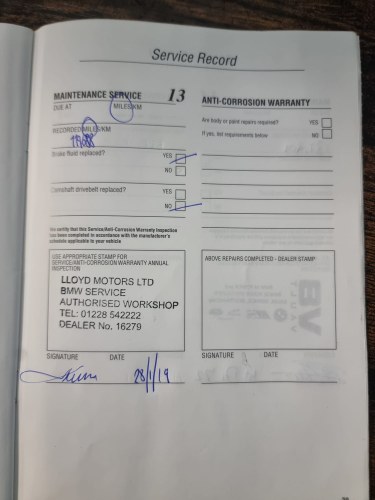 Service Record
MAINTENANCE SERVICE 13
DUE AT MILES/KM
RECORDED MILES/KM
Brake fluid replaced? YES
NO
Camshaft drivebelt replaced? YES
NO
We certify that this Service/Anti-Corrosion Warranty Inspection
has been completed in accordance with the manufacturer's
schedule applicable to your vehicle
USE APPROPRIATE STAMP FOR
SERVICE/ANTI-CORROSION WARRANTY ANNUAL
INSPECTION
LLOYD MOTORS LTD
BMW SERVICE
AUTHORISED WORKSHOP
TEL: 01228 542222
DEALER No. 16279
SIGNATURE DATE
28/1/19
ANTI-CORROSION WARRANTY
Are body or paint repairs required? YES
If yes, list requirements below NO
ABOVE REPAIRS COMPLETED - DEALER STAMP
SIGNATURE DATE